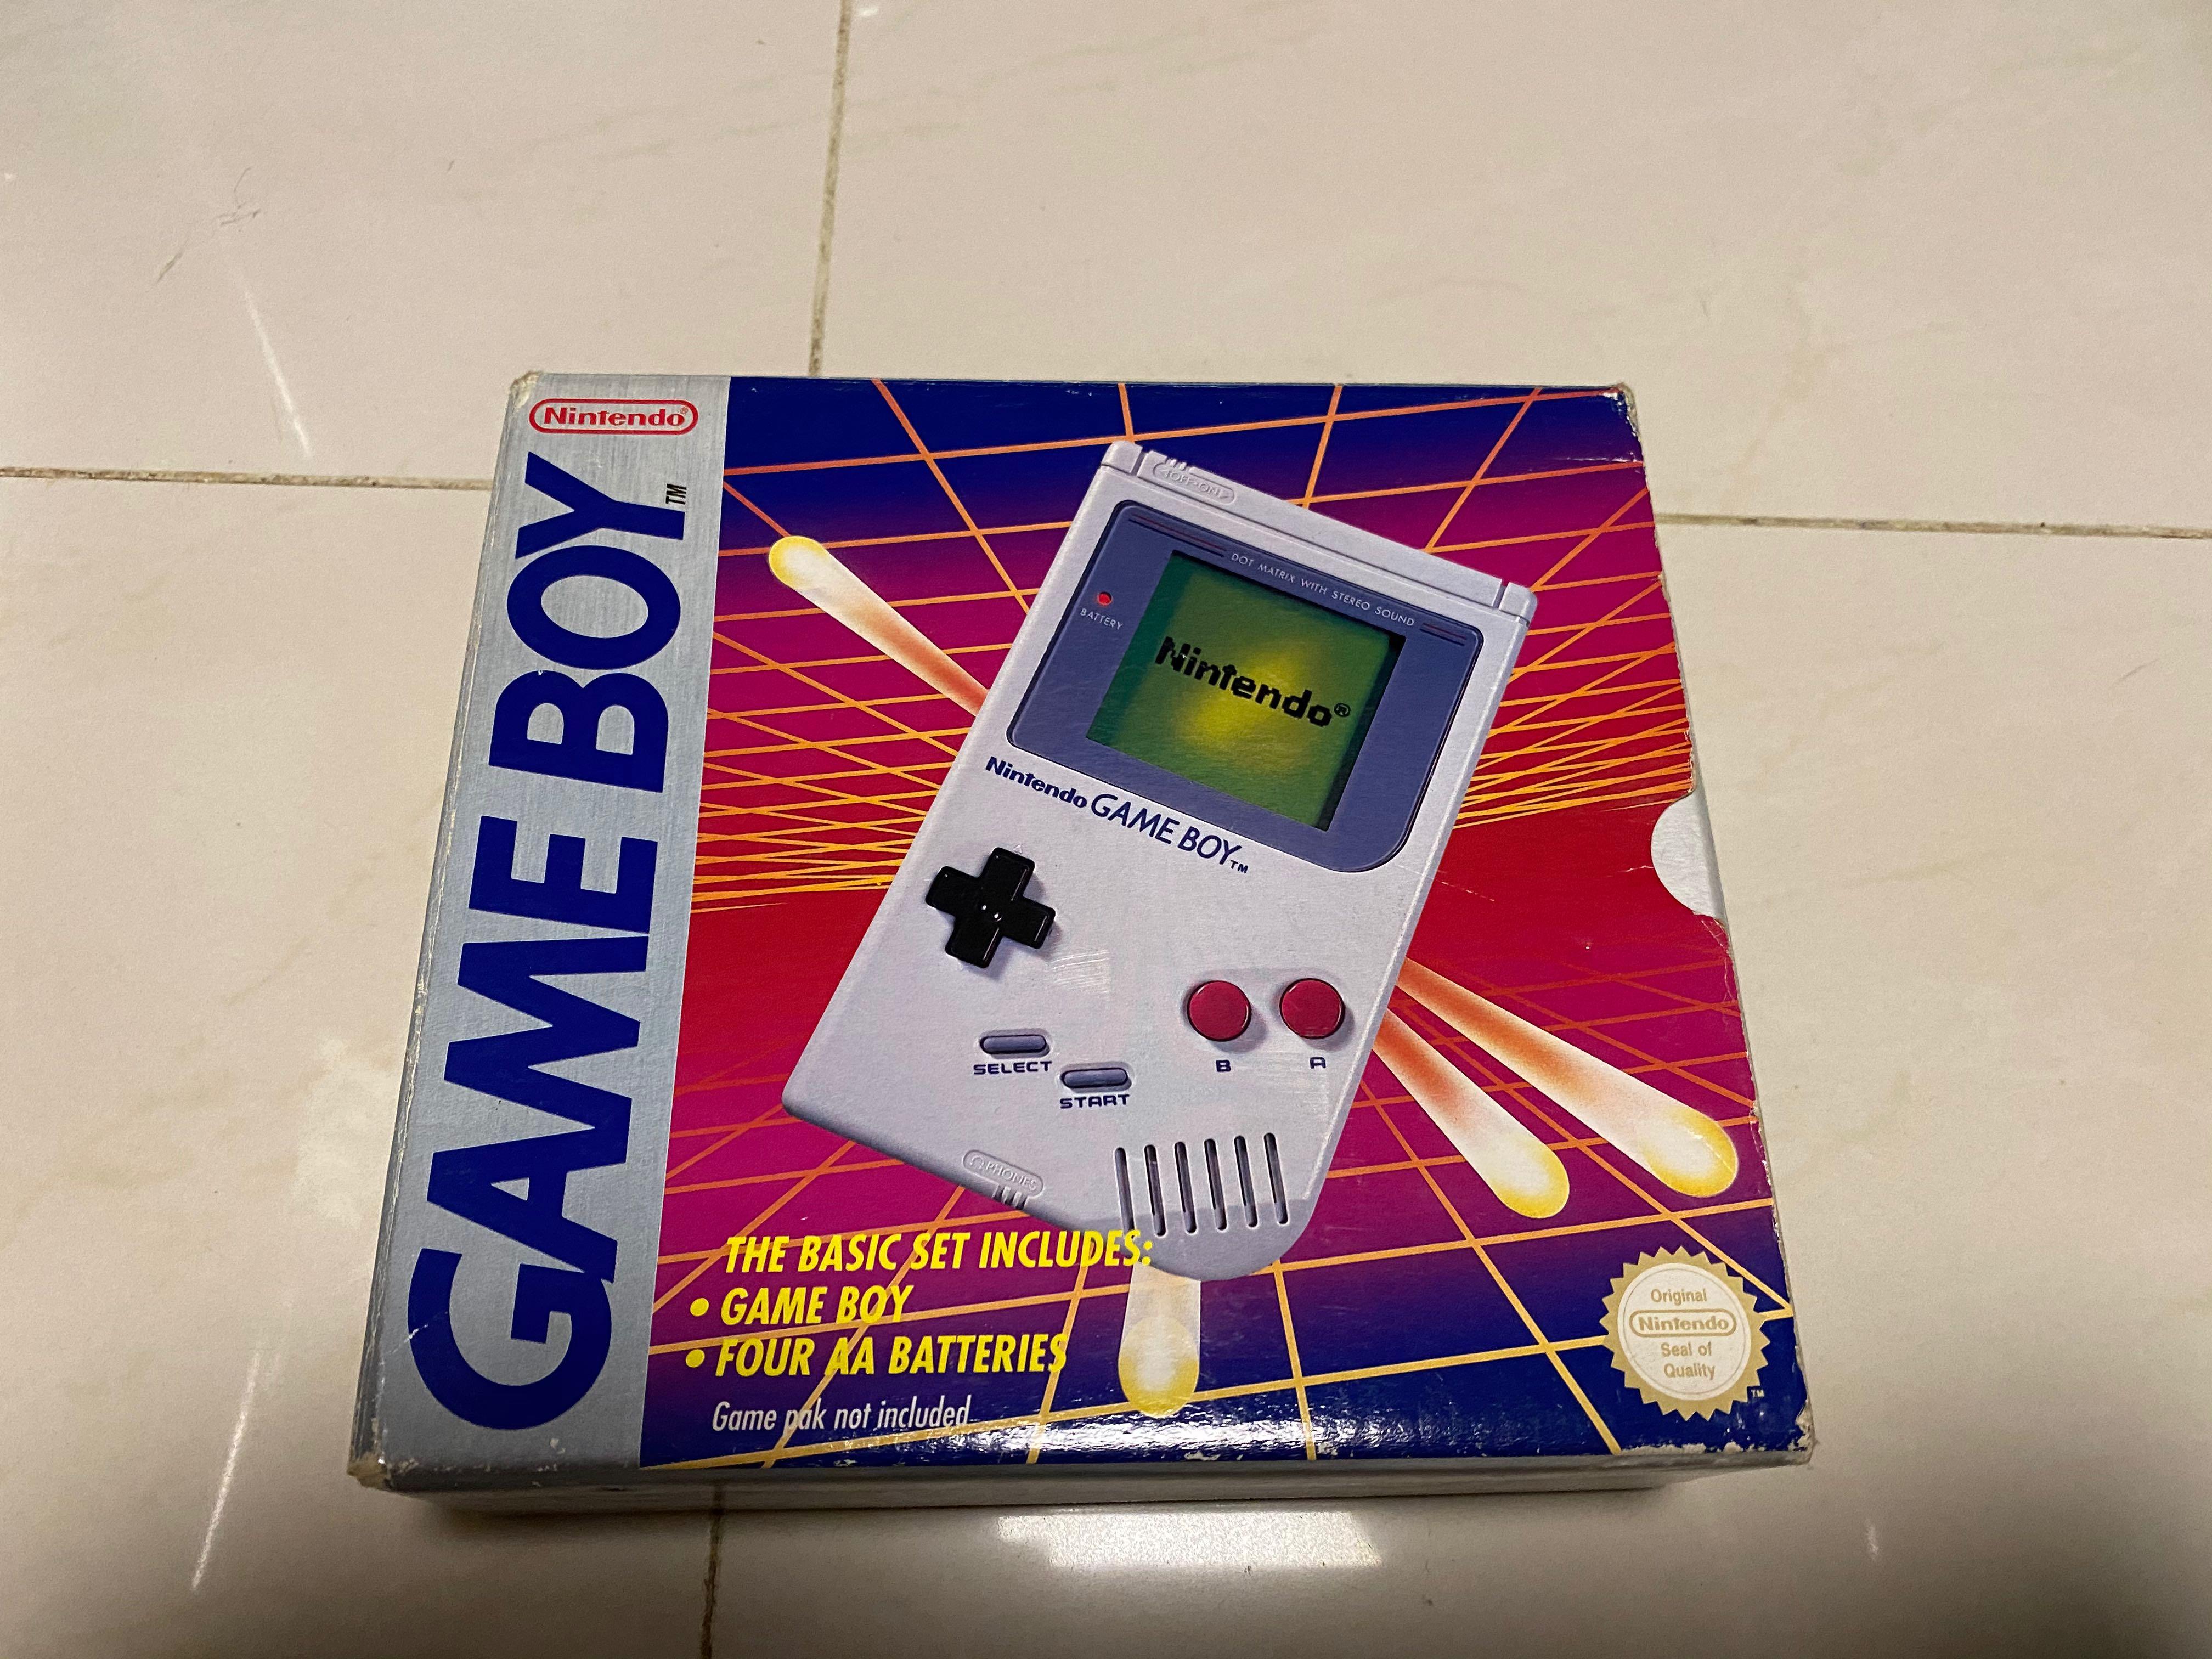 Nintendo®
GAME BOY™
◁OFF•ON▷
DOT MATRIX WITH STEREO SOUND
BATTERY
Nintendo®
Nintendo GAME BOY™
SELECT
START
B
A
PHONES
THE BASIC SET INCLUDES:
• GAME BOY
• FOUR AA BATTERIES
Game pak not included
Original
Nintendo
Seal of
Quality
™